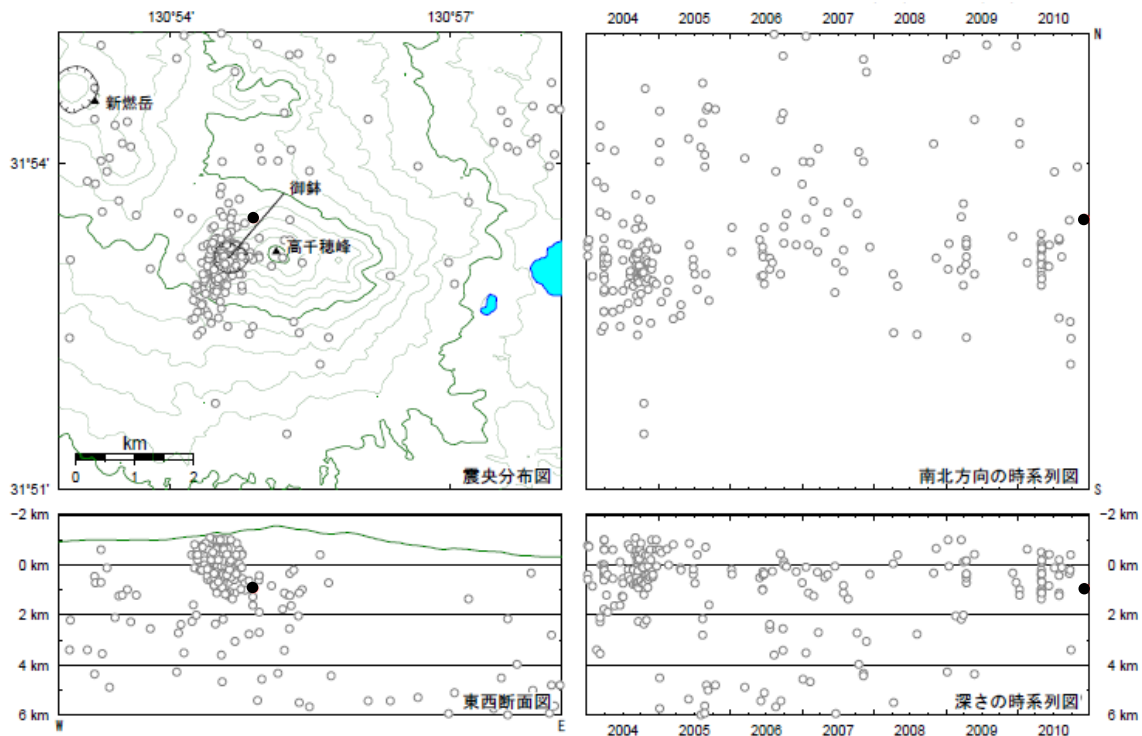 130°54′ 130°57′
2004 2005 2006 2007 2008 2009 2010
N
新燃岳
31°54′
御鉢
高千穂峰
km
0 1 2
震央分布図
南北方向の時系列図
31°51′
S
-2 km
-2 km
0 km
0 km
2 km
2 km
4 km
4 km
東西断面図
深さの時系列図
6 km
6 km
W E
2004 2005 2006 2007 2008 2009 2010